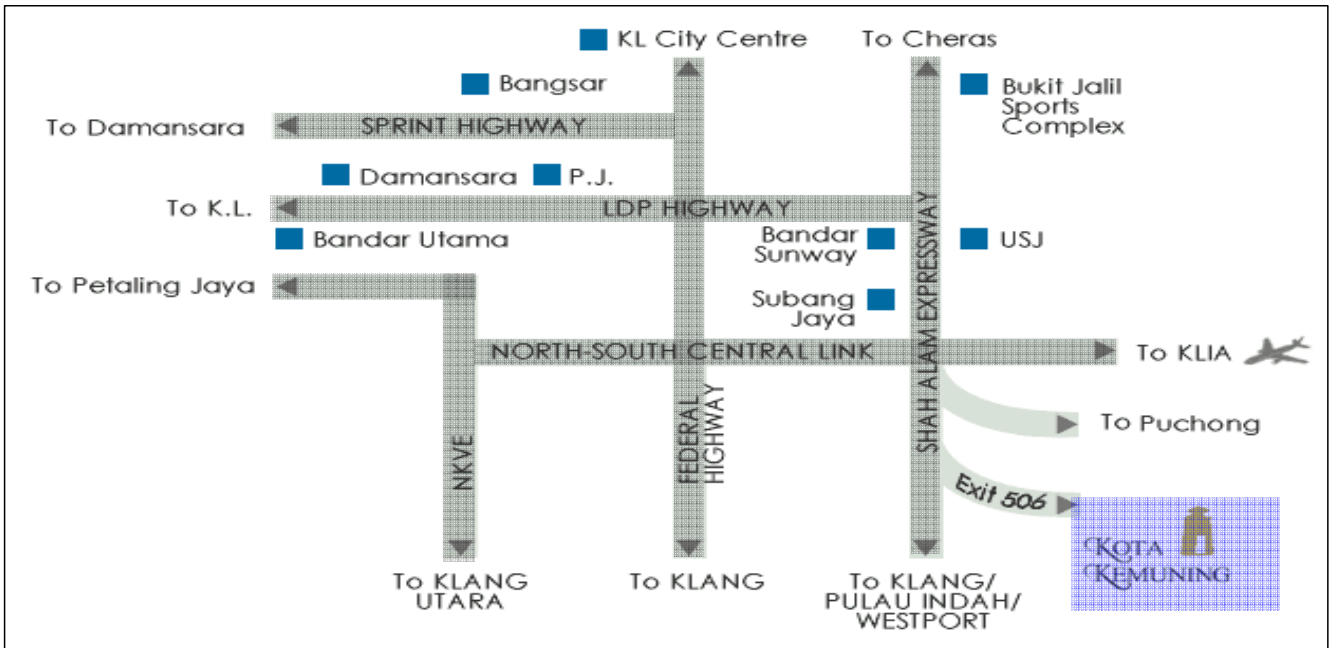 KL City Centre
To Cheras
Bangsar
Bukit Jalil
Sports
Complex
To Damansara
SPRINT HIGHWAY
Damansara
P.J.
To K.L.
LDP HIGHWAY
Bandar Utama
Bandar
Sunway
USJ
To Petaling Jaya
Subang
Jaya
NORTH-SOUTH CENTRAL LINK
To KLIA
SHAH ALAM EXPRESSWAY
FEDERAL
HIGHWAY
NKVE
To Puchong
Exit 506
KOTA
KEMUNING
To KLANG
UTARA
To KLANG
To KLANG/
PULAU INDAH/
WESTPORT